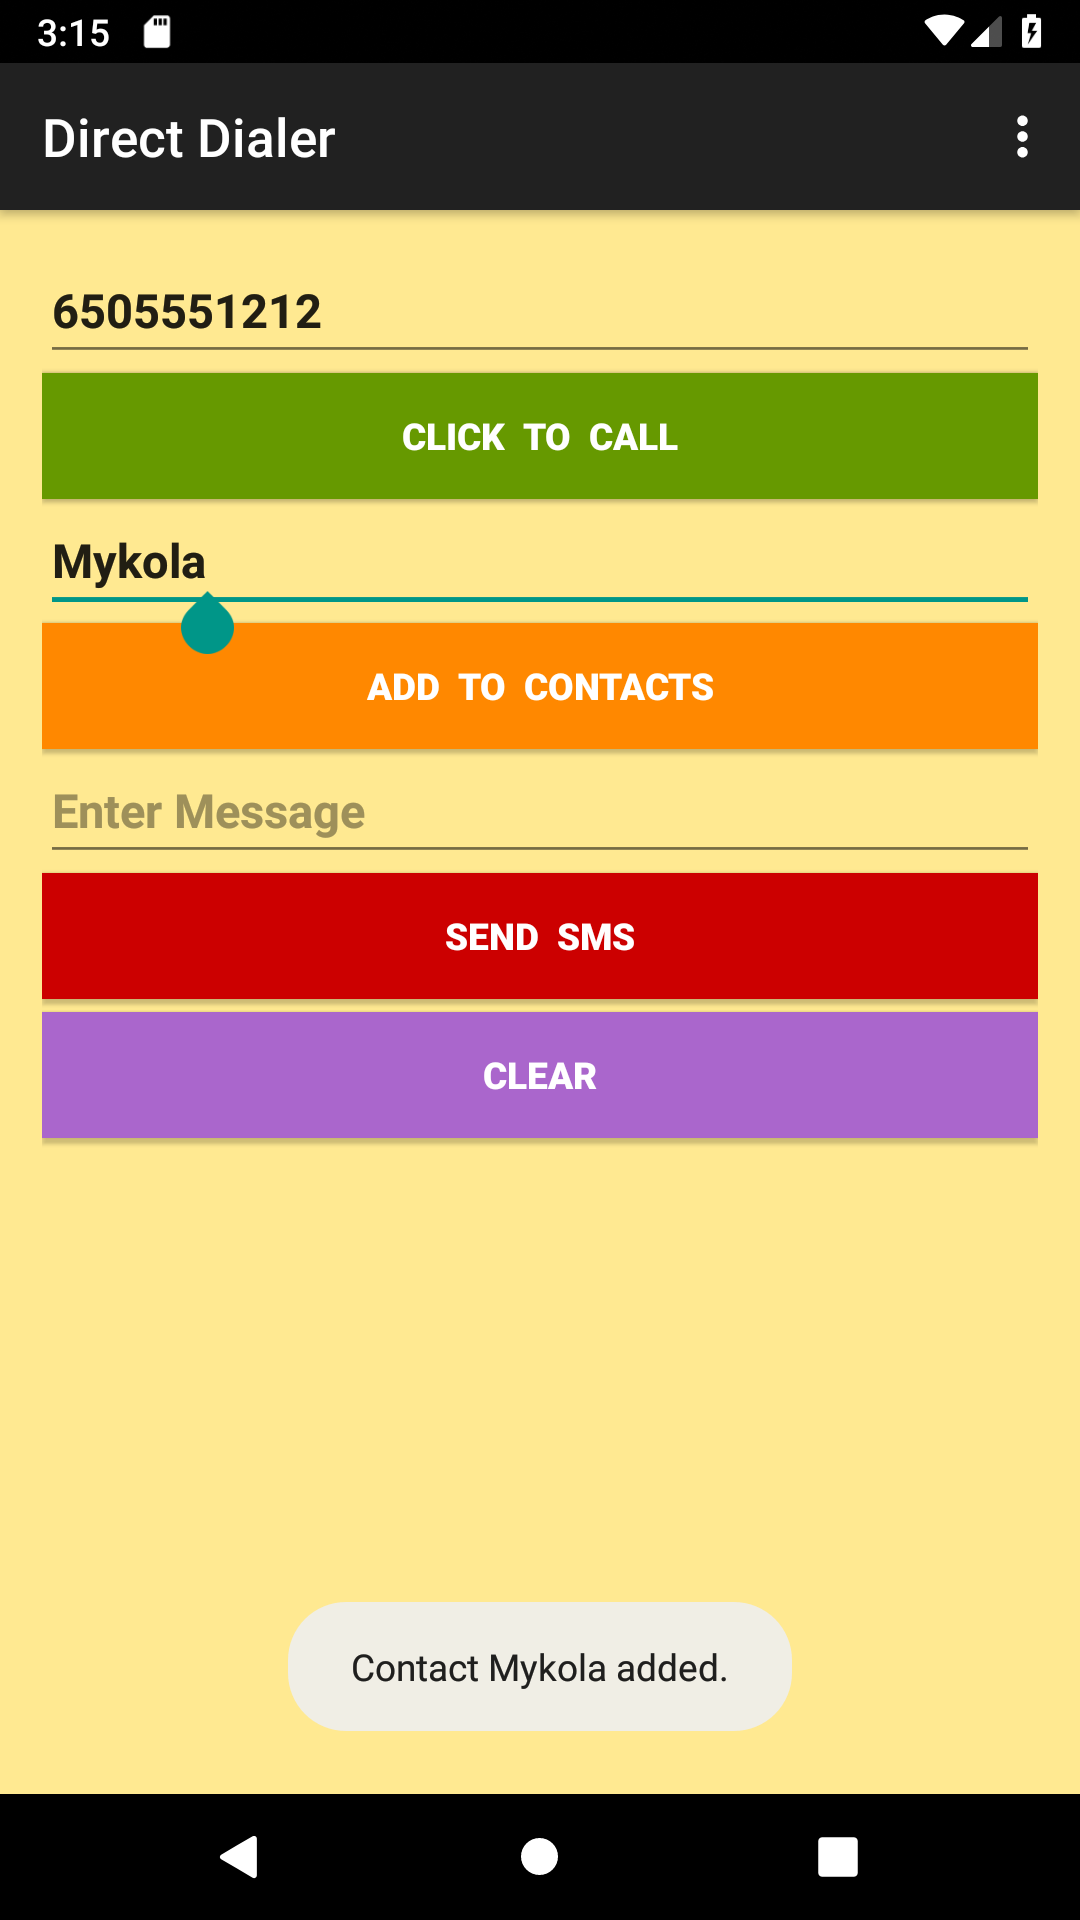 3:15
Direct Dialer
6505551212
CLICK TO CALL
Mykola
ADD TO CONTACTS
Enter Message
SEND SMS
CLEAR
Contact Mykola added.